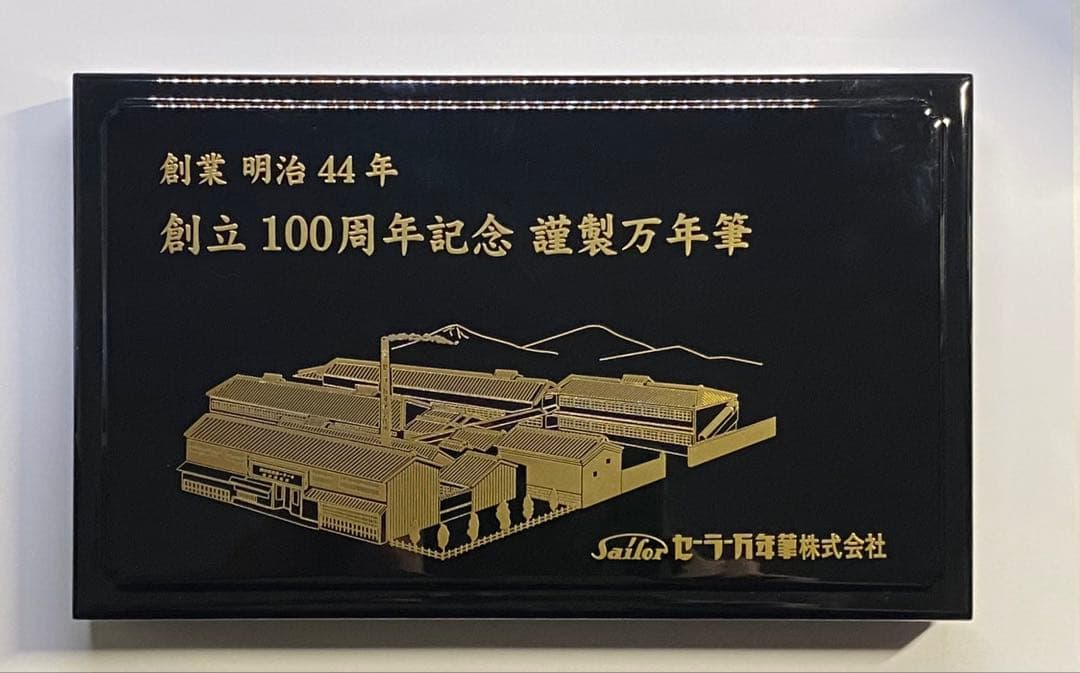 創業 明治 44 年
創立 100周年記念 謹製万年筆
Sailor セーラー万年筆株式会社